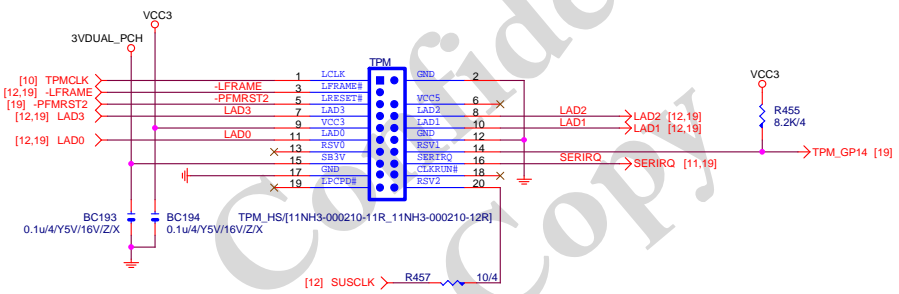 VCC3
3VDUAL_PCH
TPM
VCC3
[10] TPMCLK
1 LCLK GND 2
[12,19] -LFRAME
-LFRAME
3 LFRAME#
[19] -PFMRST2
-PFMRST2
5 LRESET# VCC5 6
[12,19] LAD3
LAD3
7 LAD3 LAD2 8
LAD2
LAD2 [12,19]
9 VCC3 LAD1 10
LAD1
LAD1 [12,19]
[12,19] LAD0
LAD0
11 LAD0 GND 12
13 RSV0 RSV1 14
R455
8.2K/4
TPM_GP14 [19]
15 SB3V SERIRQ 16
SERIRQ
SERIRQ [11,19]
17 GND CLKRUN# 18
19 LPCPD# RSV2 20
BC193
0.1u/4/Y5V/16V/Z/X
BC194
0.1u/4/Y5V/16V/Z/X
TPM_HS/[11NH3-000210-11R_11NH3-000210-12R]
[12] SUSCLK
R457
10/4
Confide
Copy